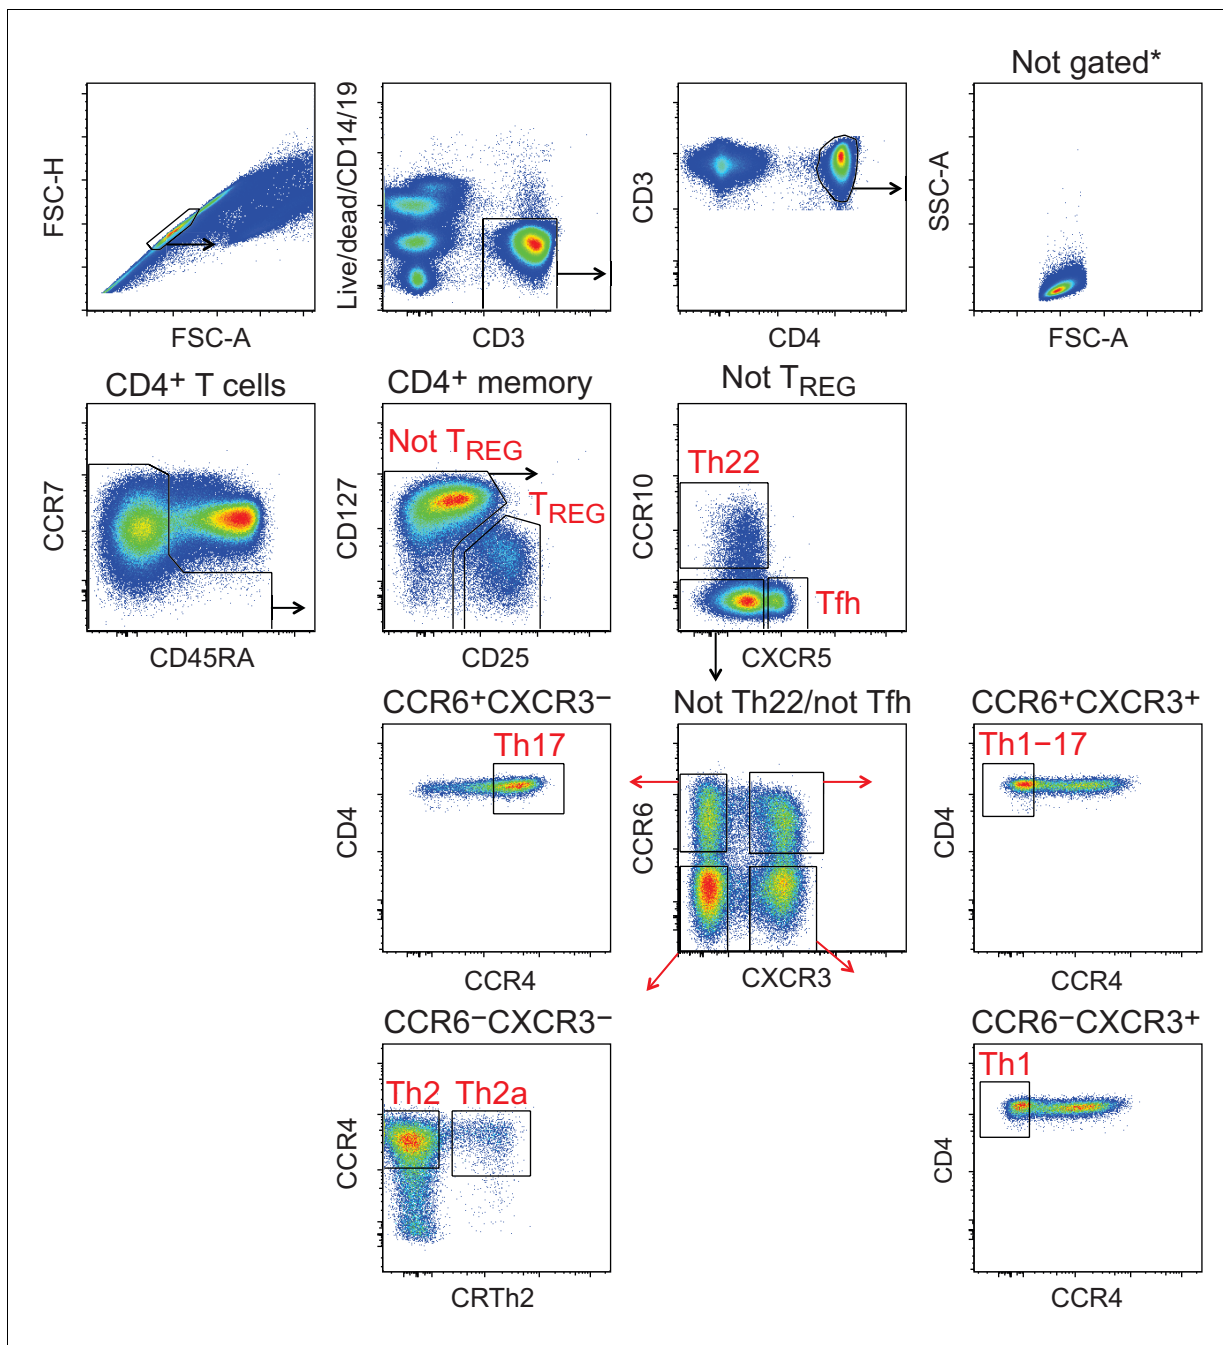 Not gated*
FSC-H
FSC-A
Live/dead/CD14/19
CD3
CD3
CD4
SSC-A
FSC-A
CD4+ T cells
CCR7
CD45RA
CD4+ memory
Not TREG
TREG
CD127
CD25
Not TREG
Th22
Tfh
CCR10
CXCR5
CCR6+CXCR3−
Th17
CD4
CCR4
Not Th22/not Tfh
CCR6
CXCR3
CCR6+CXCR3+
Th1−17
CD4
CCR4
CCR6−CXCR3−
Th2 Th2a
CCR4
CRTh2
CCR6−CXCR3+
Th1
CD4
CCR4